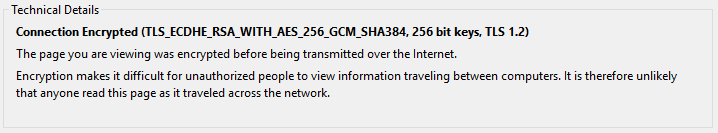 Technical Details
Connection Encrypted (TLS_ECDHE_RSA_WITH_AES_256_GCM_SHA384, 256 bit keys, TLS 1.2)
The page you are viewing was encrypted before being transmitted over the Internet.
Encryption makes it difficult for unauthorized people to view information traveling between computers. It is therefore unlikely
that anyone read this page as it traveled across the network.